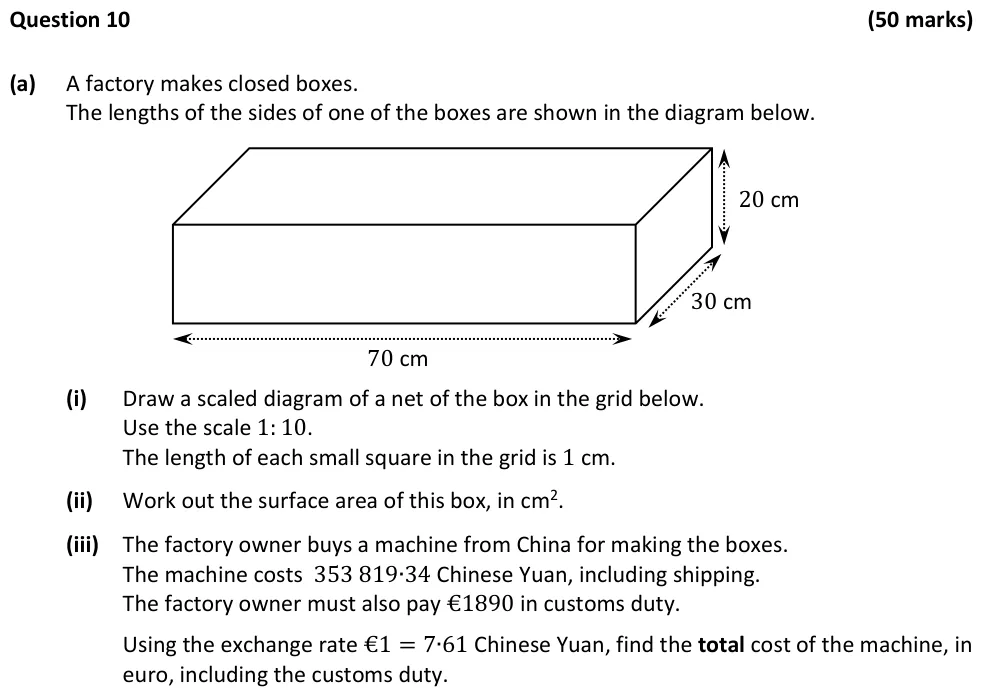 Question 10 (50 marks)
(a) A factory makes closed boxes.
The lengths of the sides of one of the boxes are shown in the diagram below.
20 cm
30 cm
70 cm
(i) Draw a scaled diagram of a net of the box in the grid below.
Use the scale 1: 10.
The length of each small square in the grid is 1 cm.
(ii) Work out the surface area of this box, in cm².
(iii) The factory owner buys a machine from China for making the boxes.
The machine costs 353 819·34 Chinese Yuan, including shipping.
The factory owner must also pay €1890 in customs duty.
Using the exchange rate €1 = 7·61 Chinese Yuan, find the total cost of the machine, in
euro, including the customs duty.